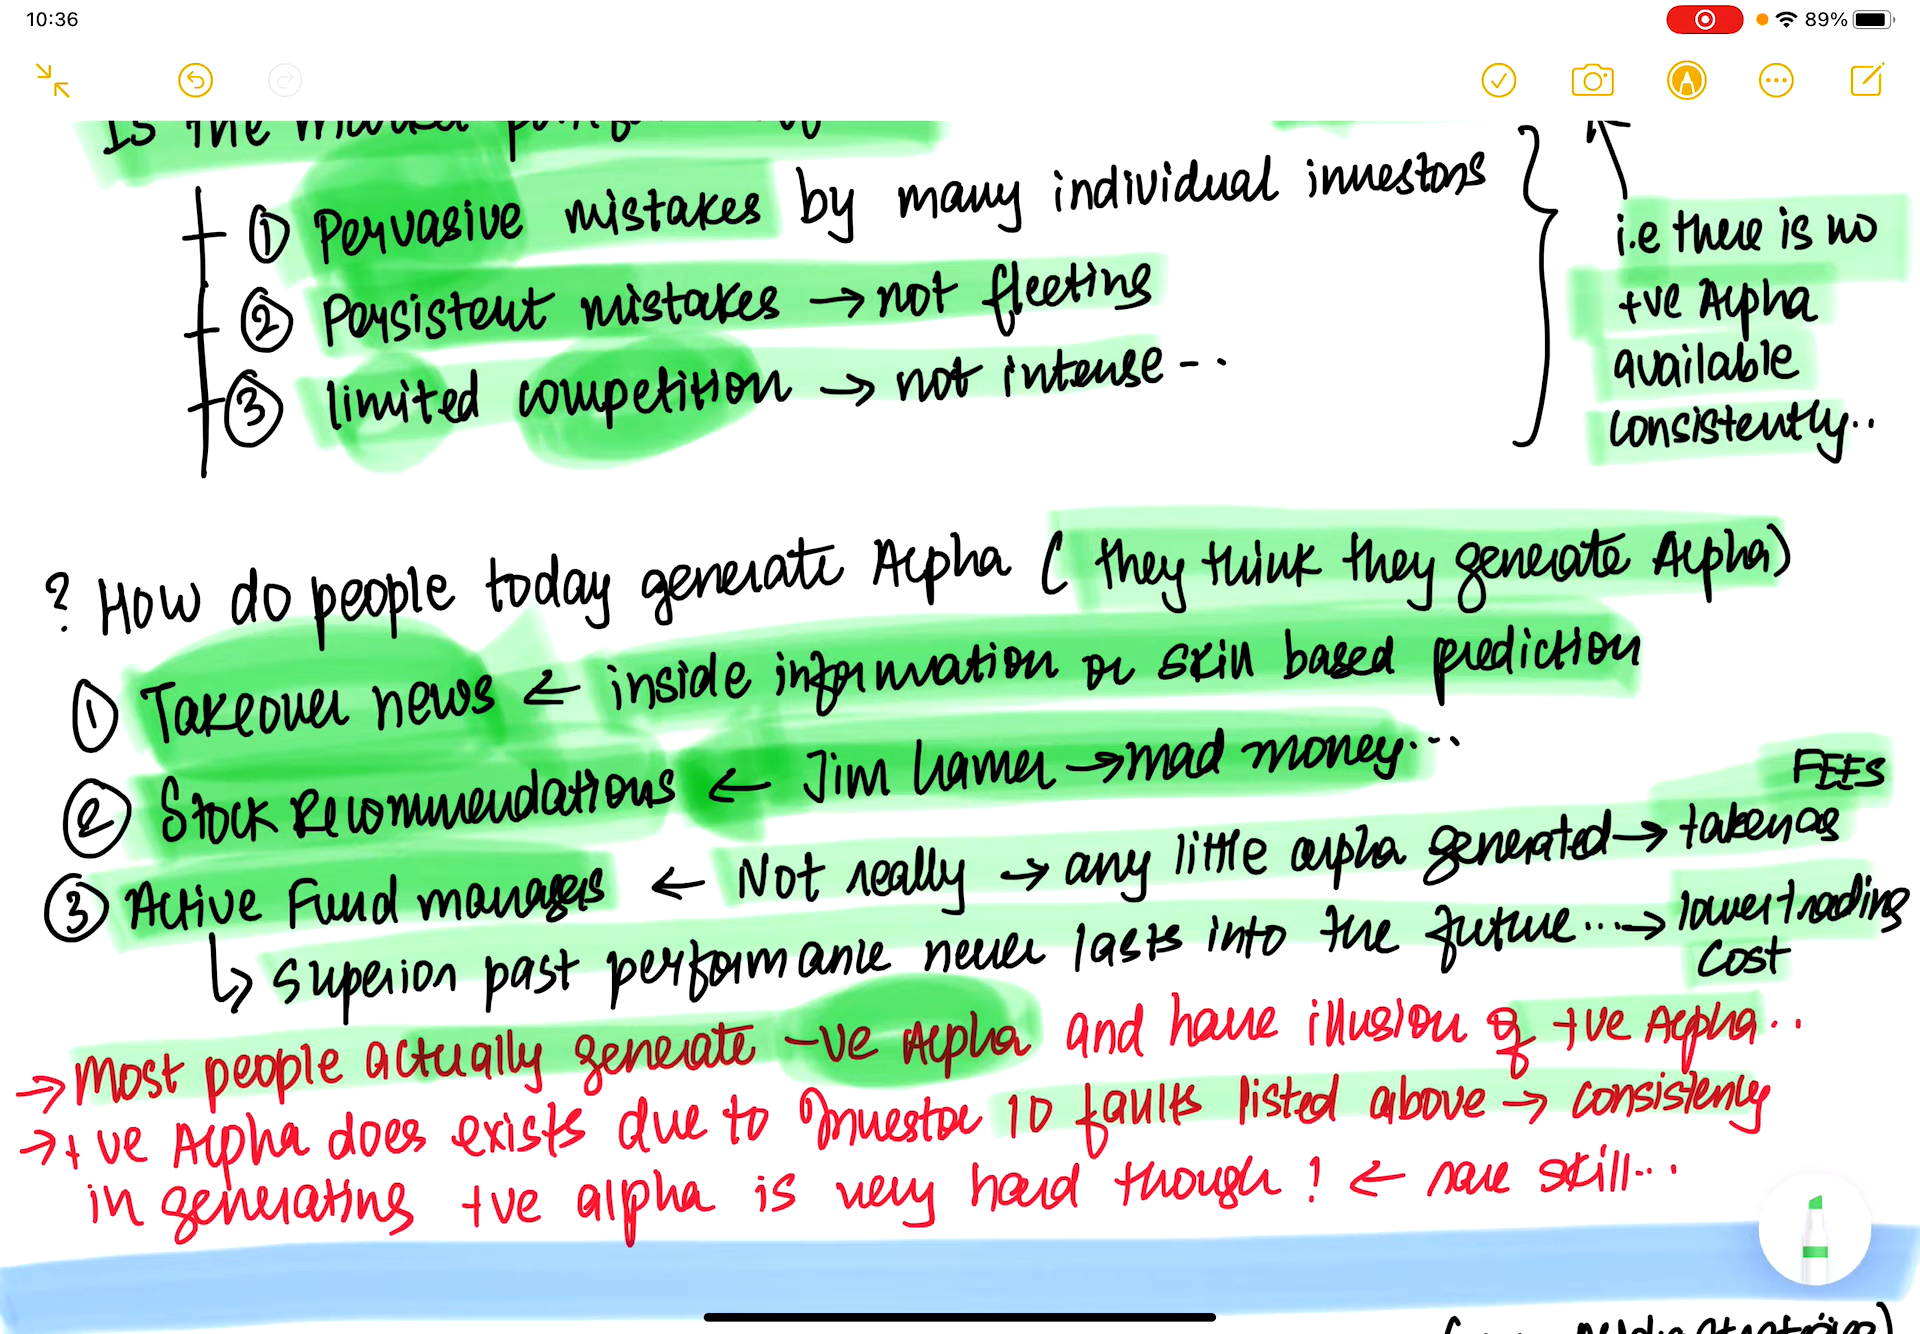 10:36
89%
Is the
① Pervasive mistakes by many individual investors
② Persistent mistakes → not fleeting
③ limited competition → not intense - ..
i.e there is no
+ve Alpha
available
consistently..
? How do people today generate Alpha ( they think they generate Alpha)
① Takeover news ← inside information or skill based prediction
② Stock Recommendations ← Jim Cramer → mad money...
③ Active Fund managers ← Not really → any little alpha generated → taken as
FEES
↳ superior past performance never lasts into the future... → lower trading
cost
→ Most people actually generate -ve Alpha and have illusion of +ve Alpha..
→ +ve Alpha does exists due to Investor 10 faults listed above → consistency
in generating +ve alpha is very hard though ! ← rare skill...